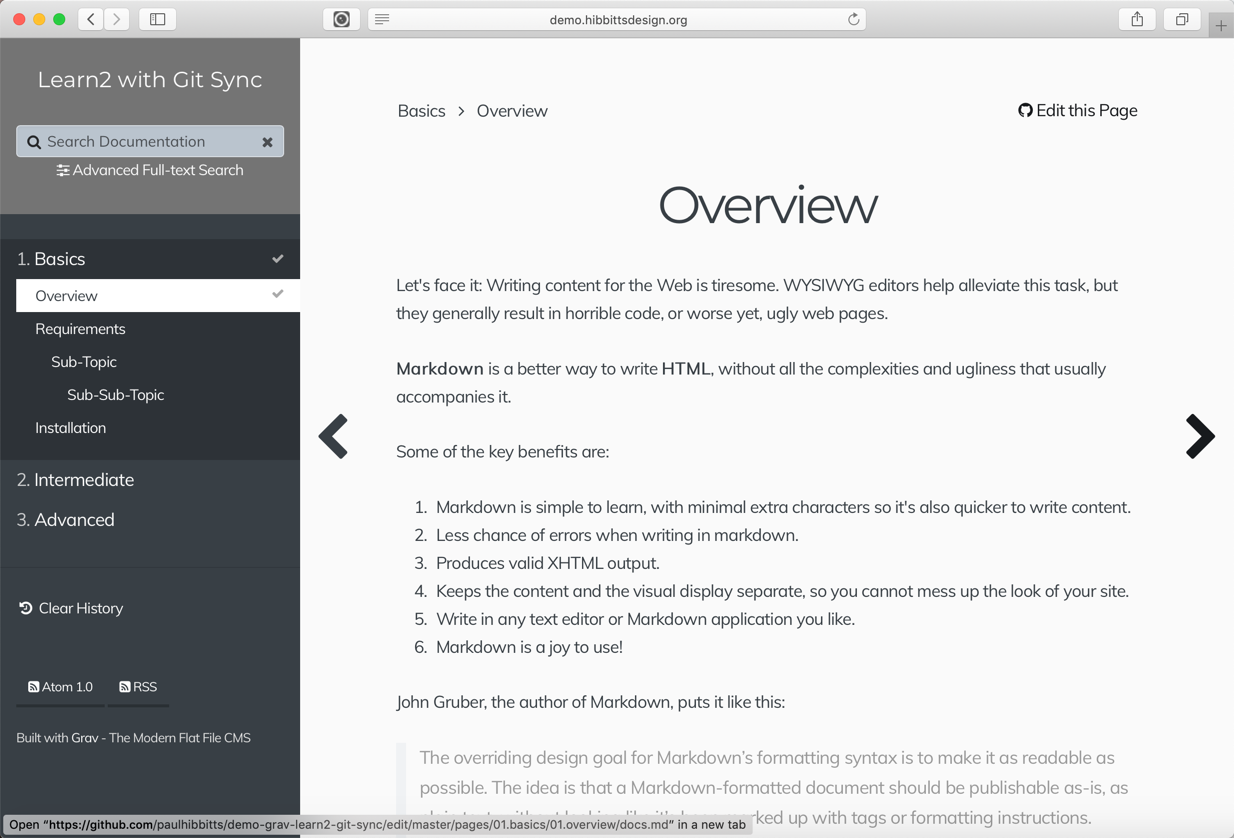 demo.hibbittsdesign.org
Learn2 with Git Sync
Search Documentation
Advanced Full-text Search
1. Basics
Overview
Requirements
Sub-Topic
Sub-Sub-Topic
Installation
2. Intermediate
3. Advanced
Clear History
Atom 1.0
RSS
Built with Grav - The Modern Flat File CMS
Basics > Overview
Edit this Page
Overview
Let's face it: Writing content for the Web is tiresome. WYSIWYG editors help alleviate this task, but
they generally result in horrible code, or worse yet, ugly web pages.
Markdown is a better way to write HTML, without all the complexities and ugliness that usually
accompanies it.
Some of the key benefits are:
1. Markdown is simple to learn, with minimal extra characters so it's also quicker to write content.
2. Less chance of errors when writing in markdown.
3. Produces valid XHTML output.
4. Keeps the content and the visual display separate, so you cannot mess up the look of your site.
5. Write in any text editor or Markdown application you like.
6. Markdown is a joy to use!
John Gruber, the author of Markdown, puts it like this:
The overriding design goal for Markdown’s formatting syntax is to make it as readable as
possible. The idea is that a Markdown-formatted document should be publishable as-is, as
up with tags or formatting instructions.
Open “https://github.com/paulhibbitts/demo-grav-learn2-git-sync/edit/master/pages/01.basics/01.overview/docs.md” in a new tab